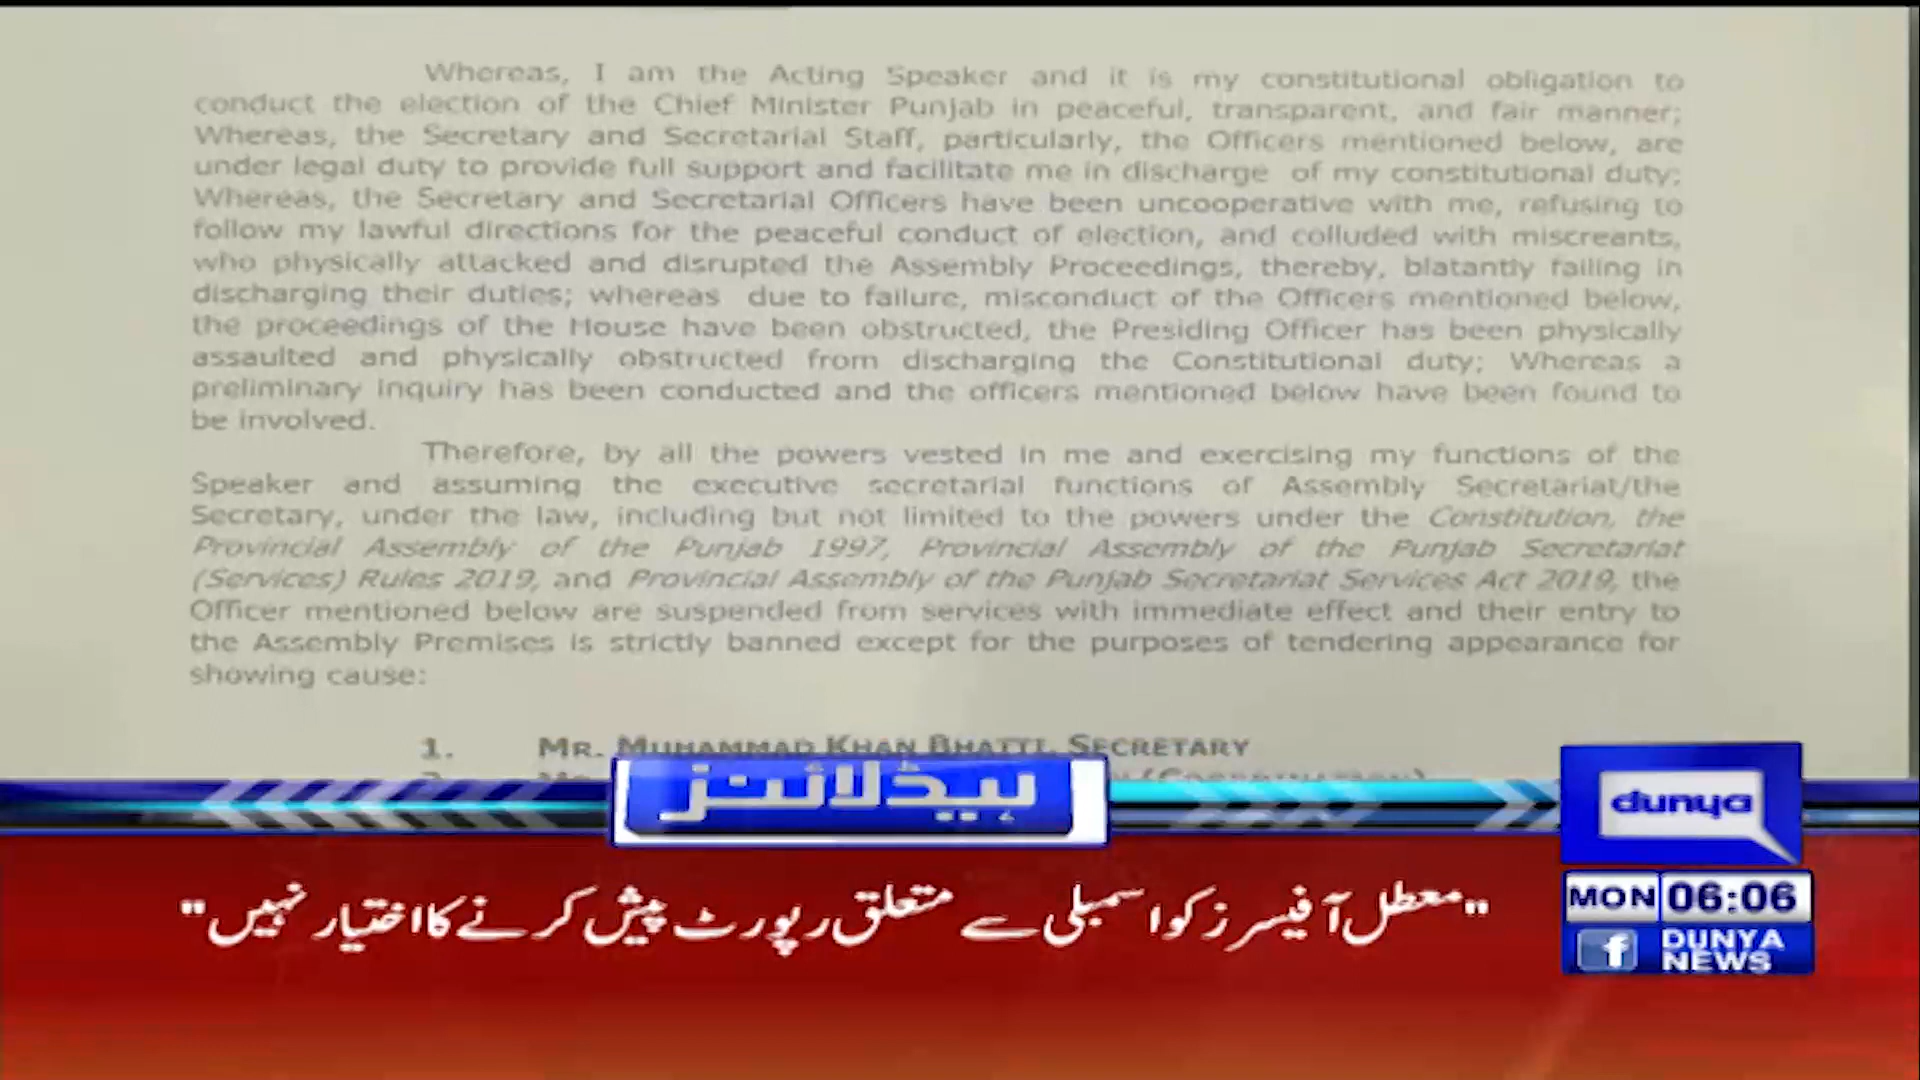 Whereas, I am the Acting Speaker and it is my constitutional obligation to
conduct the election of the Chief Minister Punjab in peaceful, transparent, and fair manner;
Whereas, the Secretary and Secretarial Staff, particularly, the Officers mentioned below, are
under legal duty to provide full support and facilitate me in discharge of my constitutional duty;
Whereas, the Secretary and Secretarial Officers have been uncooperative with me, refusing to
follow my lawful directions for the peaceful conduct of election, and colluded with miscreants,
who physically attacked and disrupted the Assembly Proceedings, thereby, blatantly failing in
discharging their duties; whereas due to failure, misconduct of the Officers mentioned below,
the proceedings of the House have been obstructed, the Presiding Officer has been physically
assaulted and physically obstructed from discharging the Constitutional duty; Whereas a
preliminary inquiry has been conducted and the officers mentioned below have been found to
be involved.
Therefore, by all the powers vested in me and exercising my functions of the
Speaker and assuming the executive secretarial functions of Assembly Secretariat/the
Secretary, under the law, including but not limited to the powers under the Constitution, the
Provincial Assembly of the Punjab 1997, Provincial Assembly of the Punjab Secretariat
(Services) Rules 2019, and Provincial Assembly of the Punjab Secretariat Services Act 2019, the
Officer mentioned below are suspended from services with immediate effect and their entry to
the Assembly Premises is strictly banned except for the purposes of tendering appearance for
showing cause:
1. MR. MUHAMMAD KHAN BHATTI, SECRETARY
ہیڈلائنز
dunya
"معطل آفیسرز کو اسمبلی سے متعلق رپورٹ پیش کرنے کا اختیار نہیں"
MON 06:06
f DUNYA
NEWS